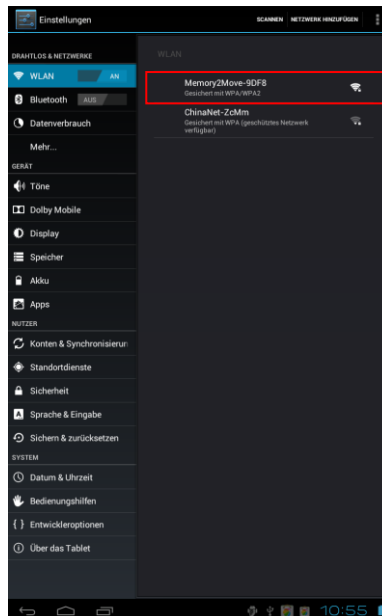 Einstellungen
SCANNEN NETZWERK HINZUFÜGEN
DRAHTLOS & NETZWERKE
WLAN AN
Bluetooth AUS
Datenverbrauch
Mehr...
GERÄT
Töne
Dolby Mobile
Display
Speicher
Akku
Apps
NUTZER
Konten & Synchronisierun
Standortdienste
Sicherheit
Sprache & Eingabe
Sichern & zurücksetzen
SYSTEM
Datum & Uhrzeit
Bedienungshilfen
Entwickleroptionen
Über das Tablet
WLAN
Memory2Move-9DF8
Gesichert mit WPA/WPA2
ChinaNet-ZcMm
Gesichert mit WPA (geschütztes Netzwerk
verfügbar)
10:55